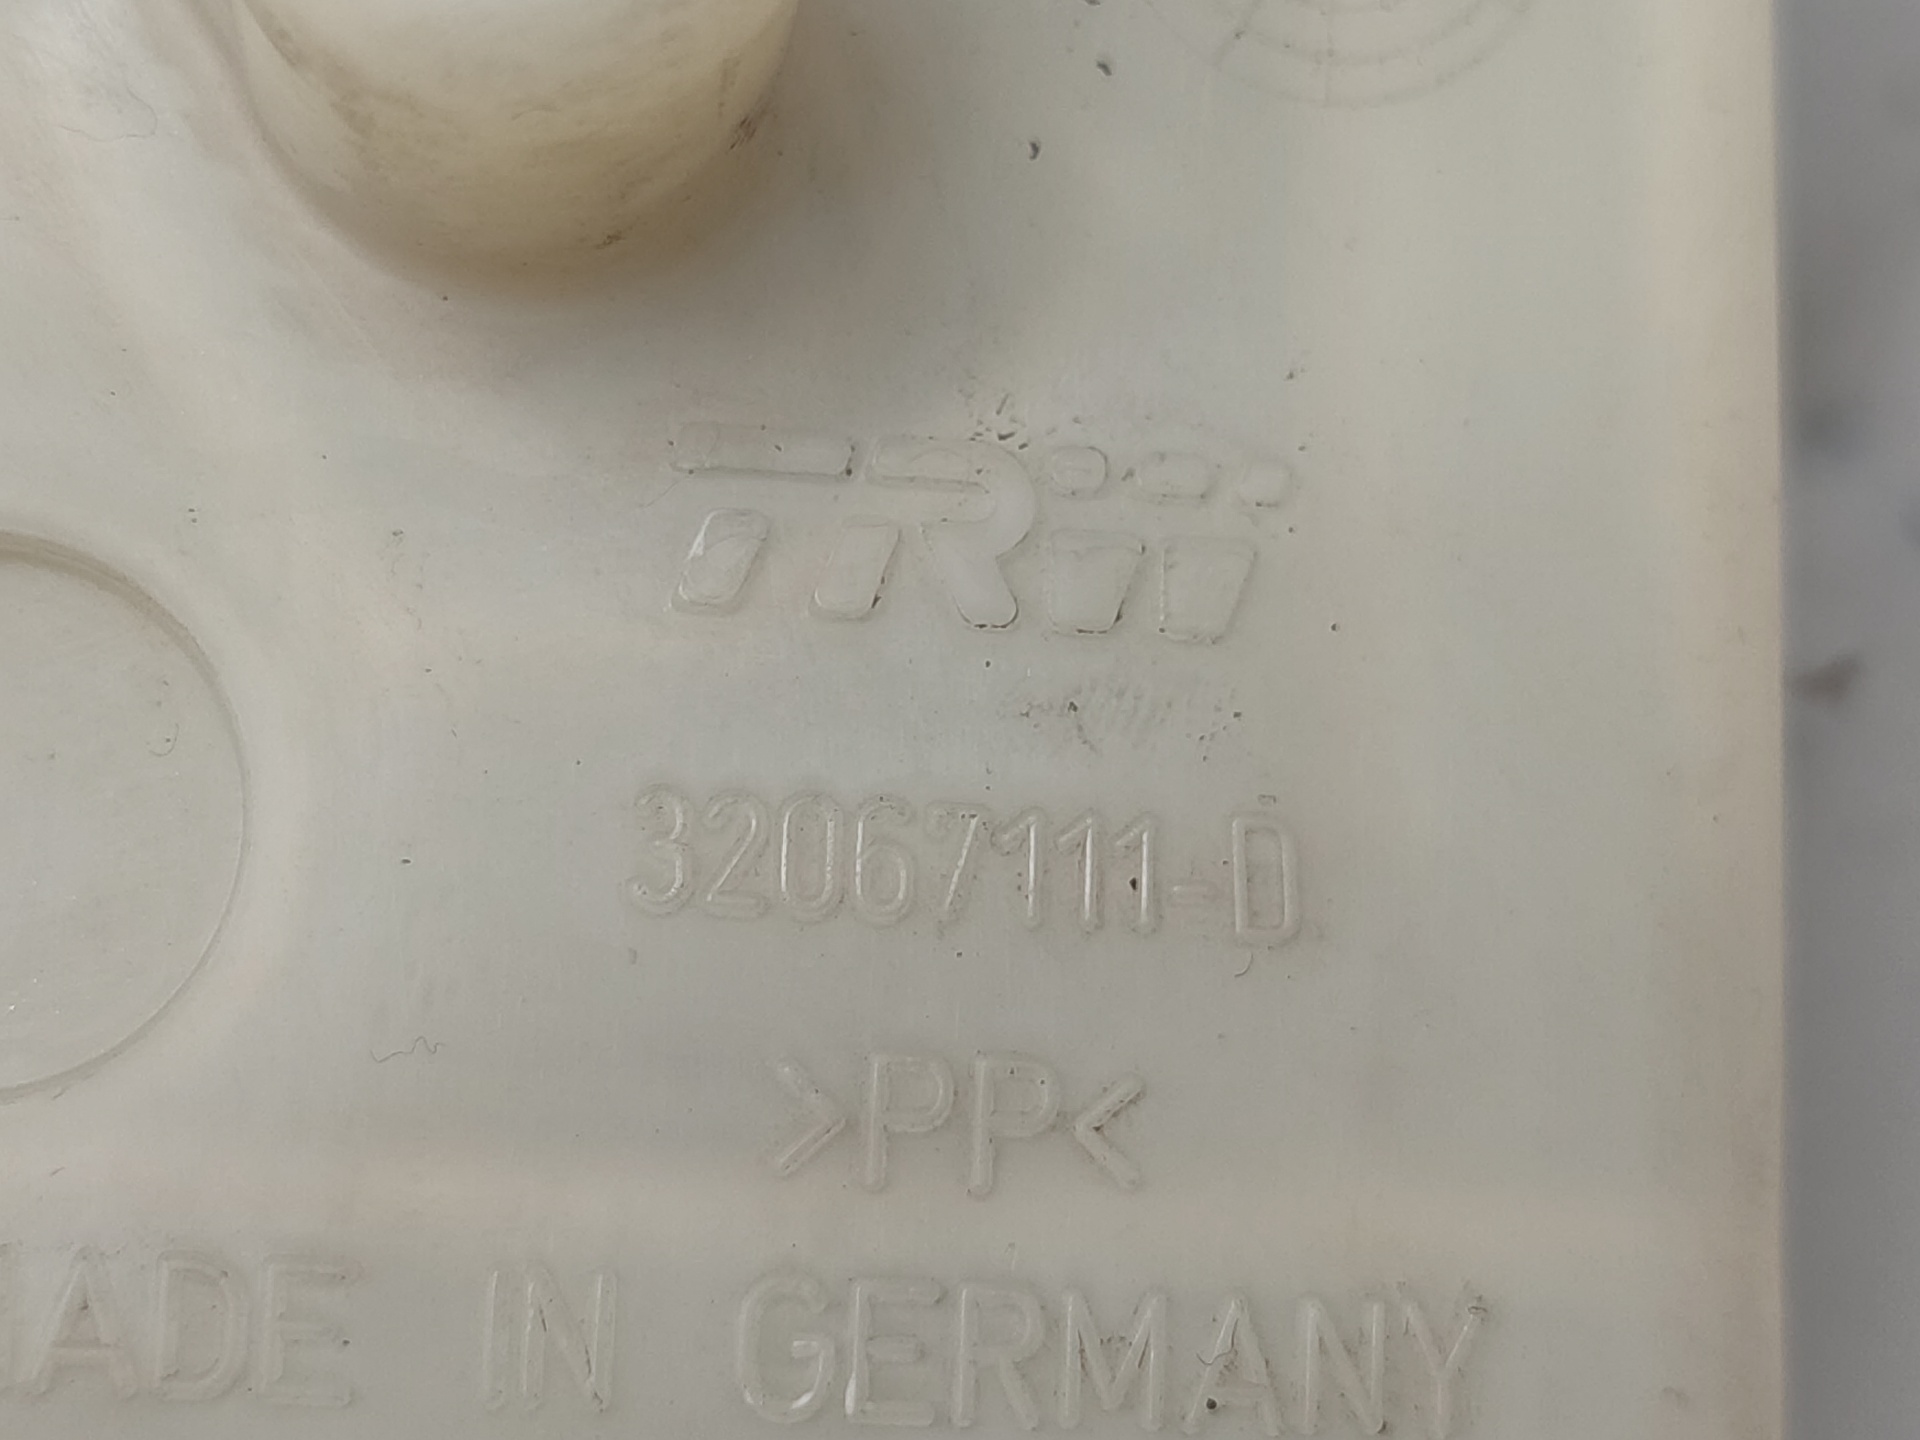 TRW
32067111-D
>PP<
MADE IN GERMANY